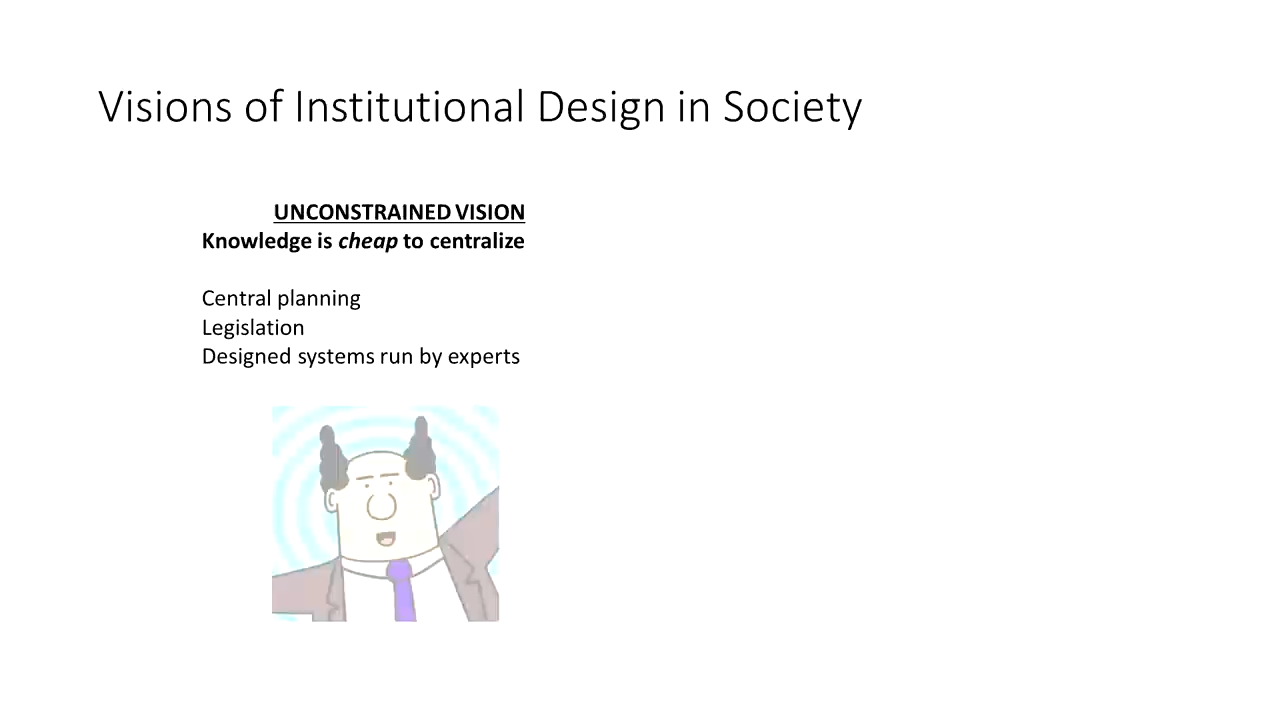 Visions of Institutional Design in Society
UNCONSTRAINED VISION
Knowledge is cheap to centralize
Central planning
Legislation
Designed systems run by experts